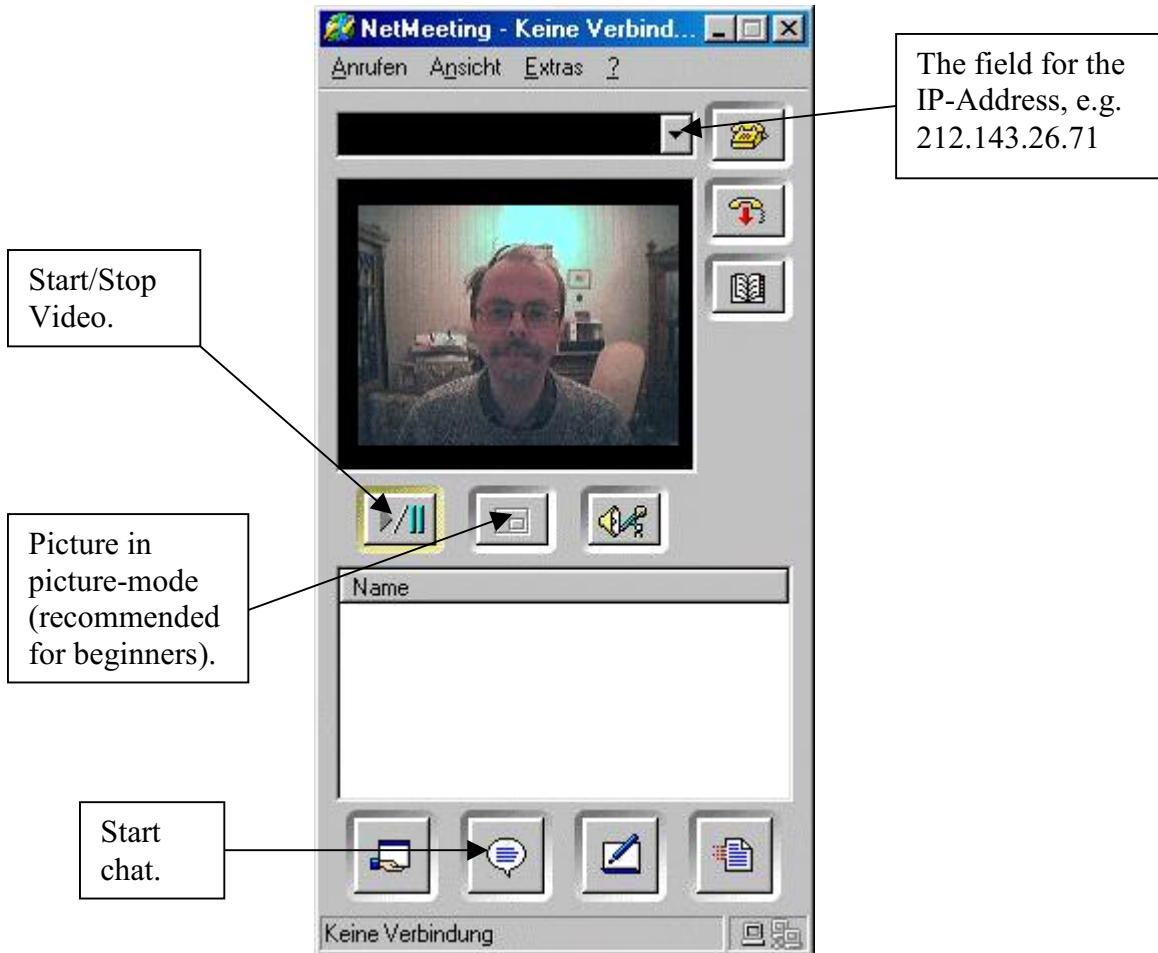 NetMeeting - Keine Verbind...
Anrufen Ansicht Extras ?
The field for the
IP-Address, e.g.
212.143.26.71
Start/Stop
Video.
Picture in
picture-mode
(recommended
for beginners).
Name
Start
chat.
Keine Verbindung